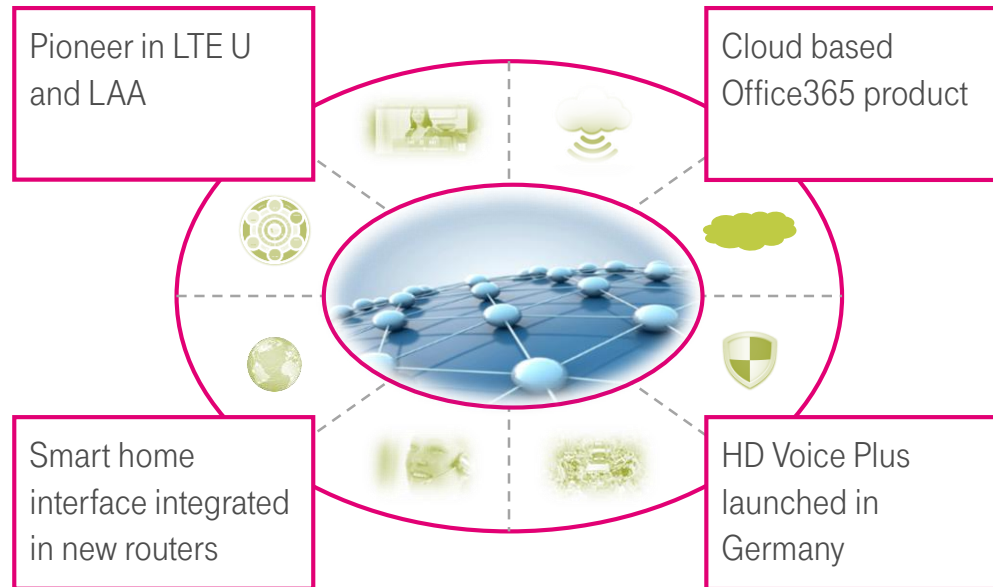 Pioneer in LTE U
and LAA
Cloud based
Office365 product
Smart home
interface integrated
in new routers
HD Voice Plus
launched in
Germany